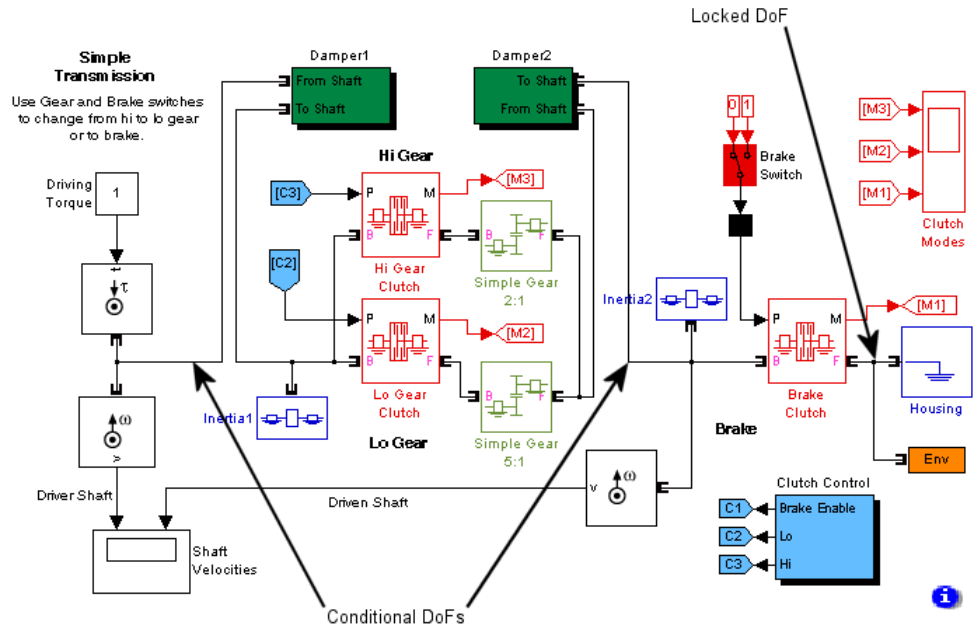 Locked DoF
Simple
Transmission
Use Gear and Brake switches
to change from hi to lo gear
or to brake.
Damper1
From Shaft
To Shaft
Damper2
To Shaft
From Shaft
Driving
Torque
1
t
τ
ω
v
Driver Shaft
Shaft
Velocities
Hi Gear
[C3]
P
M
B
F
[M3]
Hi Gear
Clutch
Simple Gear
2:1
[C2]
P
M
B
F
[M2]
Lo Gear
Clutch
Simple Gear
5:1
Inertia1
Lo Gear
Driven Shaft
v
ω
Inertia2
0
1
Brake
Switch
P
M
B
F
[M1]
Brake
Clutch
Brake
Housing
Env
[M3]
[M2]
[M1]
Clutch
Modes
Clutch Control
C1
Brake Enable
C2
Lo
C3
Hi
i
Conditional DoFs